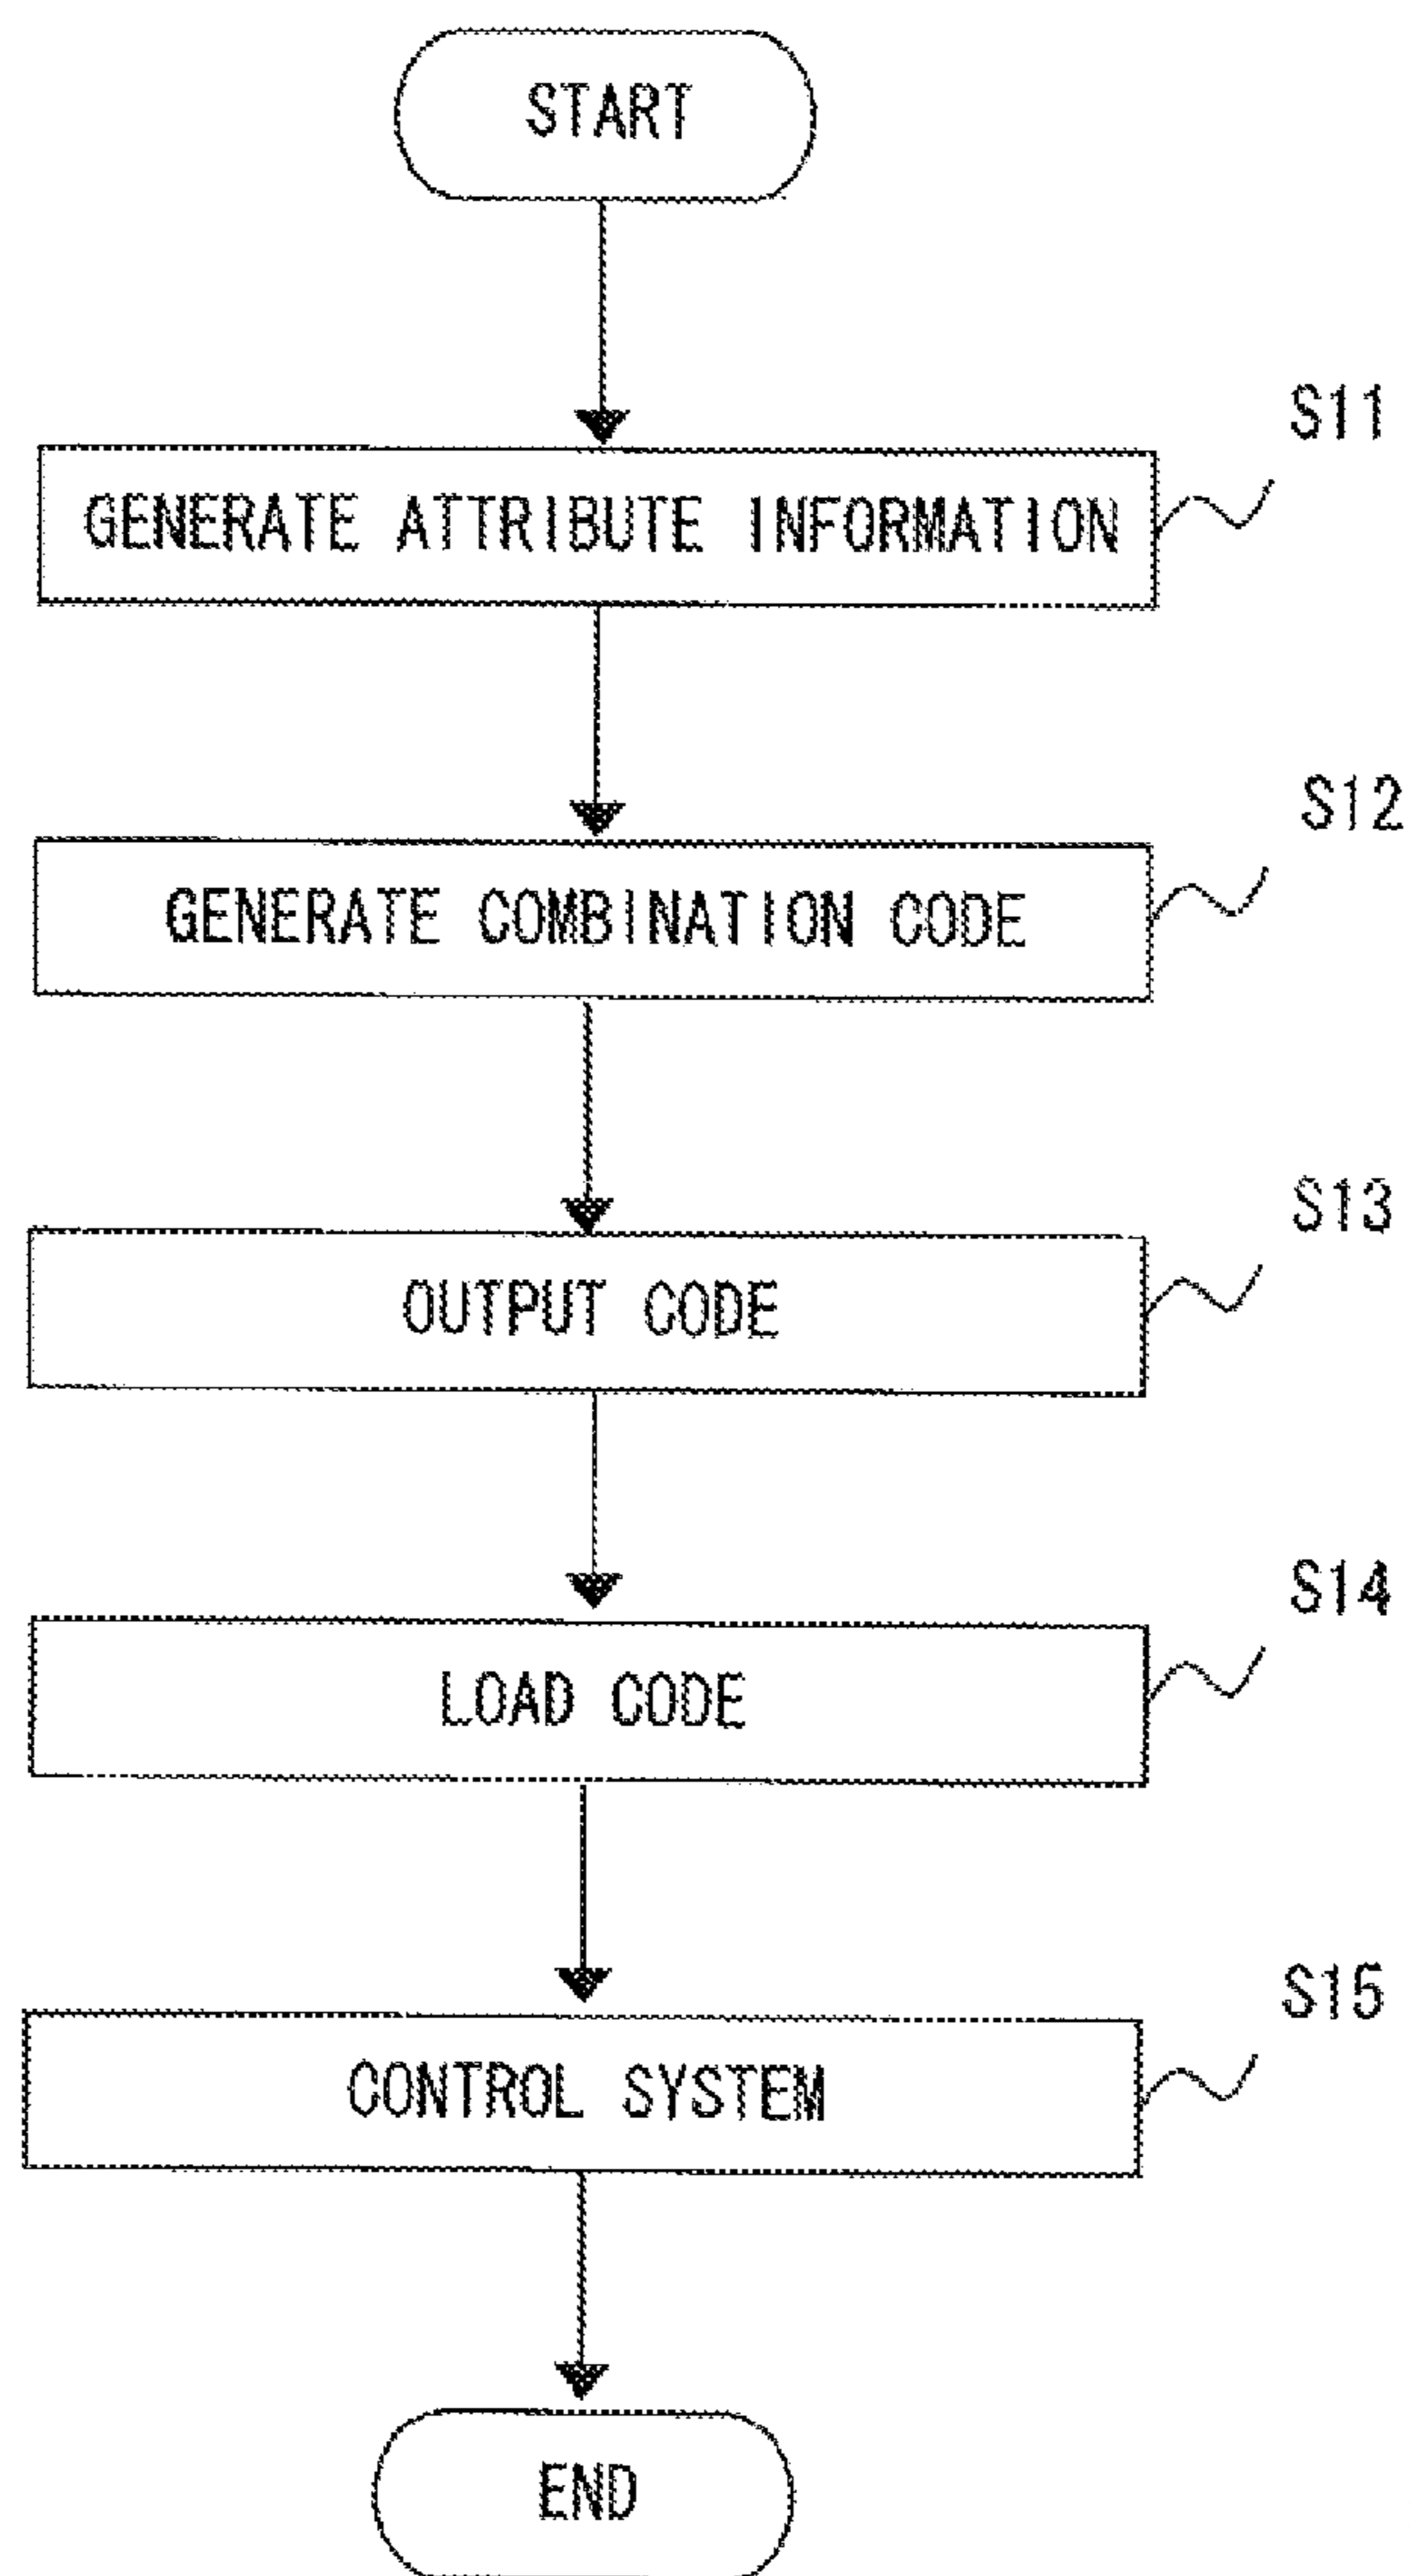 START
S11
GENERATE ATTRIBUTE INFORMATION
S12
GENERATE COMBINATION CODE
S13
OUTPUT CODE
S14
LOAD CODE
S15
CONTROL SYSTEM
END